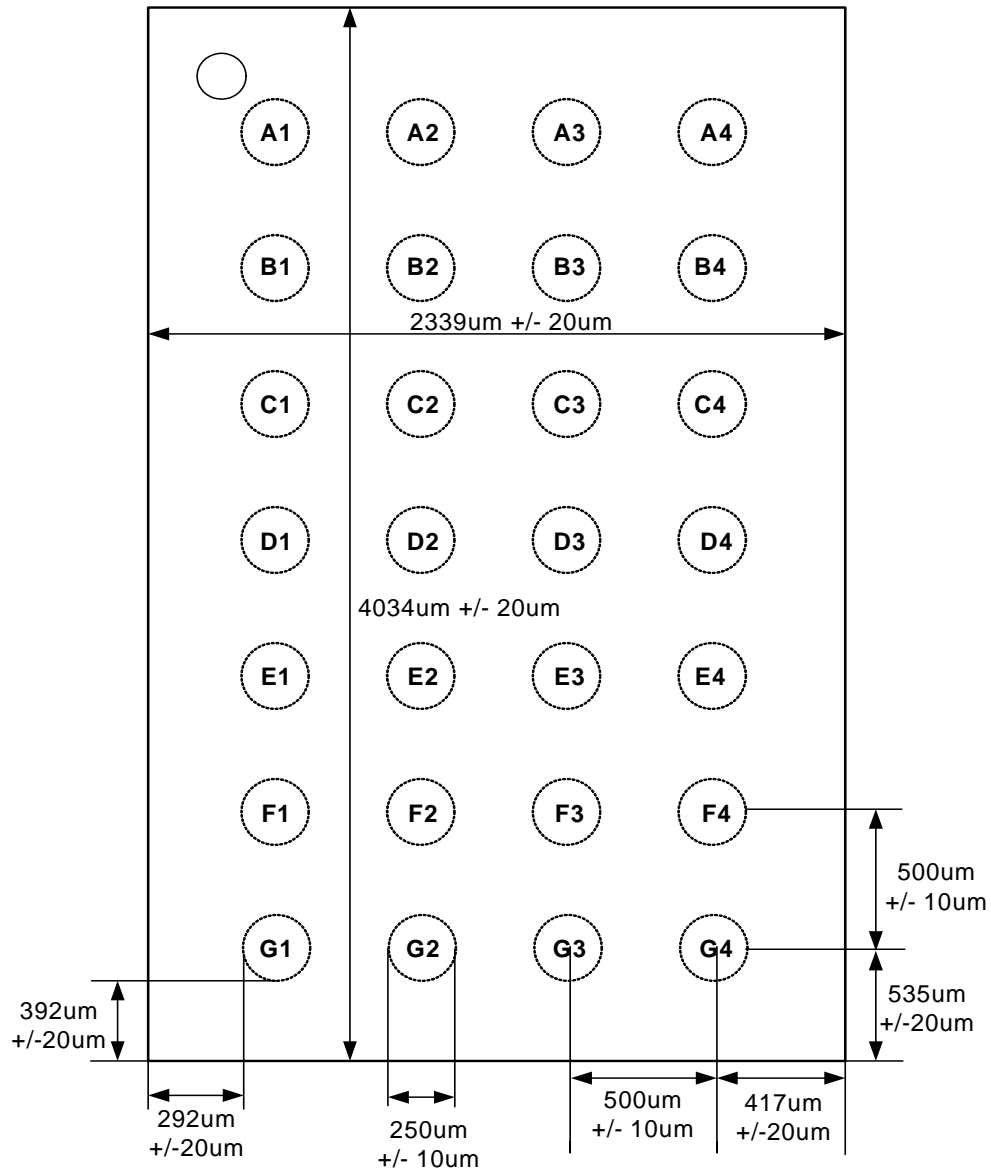 A1 A2 A3 A4
B1 B2 B3 B4
2339um +/- 20um
C1 C2 C3 C4
D1 D2 D3 D4
4034um +/- 20um
E1 E2 E3 E4
F1 F2 F3 F4
500um
+/- 10um
G1 G2 G3 G4
392um
+/-20um
535um
+/-20um
292um
+/-20um
250um
+/- 10um
500um
+/- 10um
417um
+/-20um